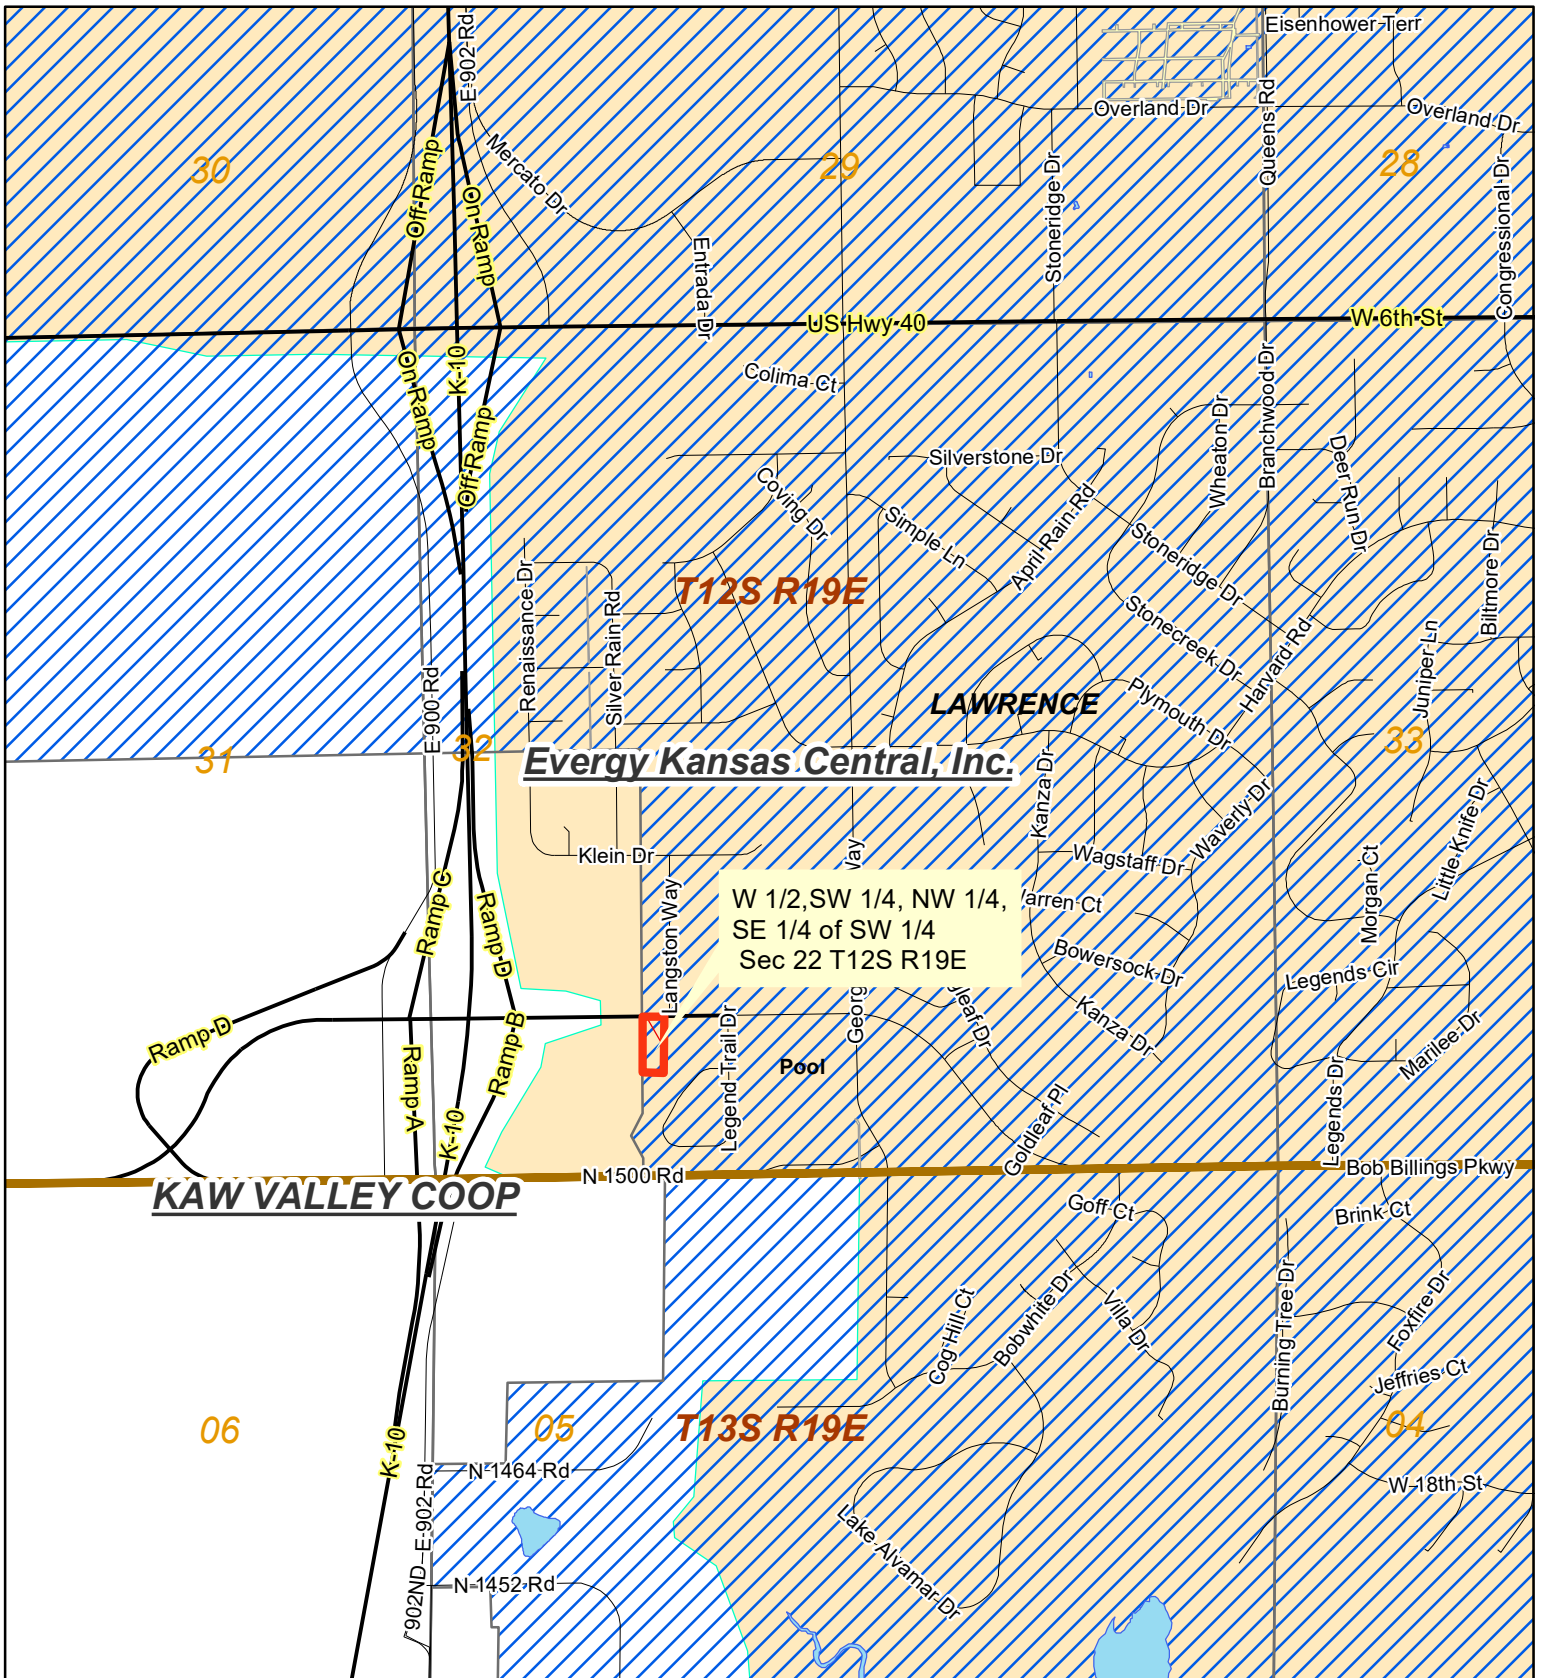 E 902 Rd
Eisenhower Terr
Overland Dr
Overland Dr
Queens Rd
30
29
28
Off Ramp
Mercato Dr
On Ramp
Stoneridge Dr
Congressional Dr
Entrada Dr
US Hwy 40
W 6th St
On Ramp
K-10
Off Ramp
Colima Ct
Branchwood Dr
Wheaton Dr
Deer Run Dr
Silverstone Dr
Coving Dr
Simple Ln
April Rain Rd
Stoneridge Dr
Biltmore Dr
Renaissance Dr
Silver Rain Rd
T12S R19E
Stonecreek Dr
Harvard Rd
Juniper Ln
E 900 Rd
LAWRENCE
Plymouth Dr
31
32
33
Evergy Kansas Central, Inc.
Kanza Dr
Waverly Dr
Little Knife Dr
Klein Dr
Wagstaff Dr
Morgan Ct
Ramp C
Ramp D
Langston Way
W 1/2,SW 1/4, NW 1/4,
SE 1/4 of SW 1/4
Sec 22 T12S R19E
Bowersock Dr
Legends Cir
Ramp D
Ramp B
Ramp A
Kanza Dr
Marilee Dr
Legend Trail Dr
Pool
Goldleaf Pl
Legends Dr
K-10
N 1500 Rd
Bob Billings Pkwy
KAW VALLEY COOP
Goff Ct
Brink Ct
Villa Dr
Bobwhite Dr
Cog Hill Ct
Burning Tree Dr
Foxfire Dr
Jeffries Ct
06
05
T13S R19E
04
K-10
N 1464 Rd
W 18th St
E 902 Rd
Lake Alvamar Dr
902ND
N 1452 Rd